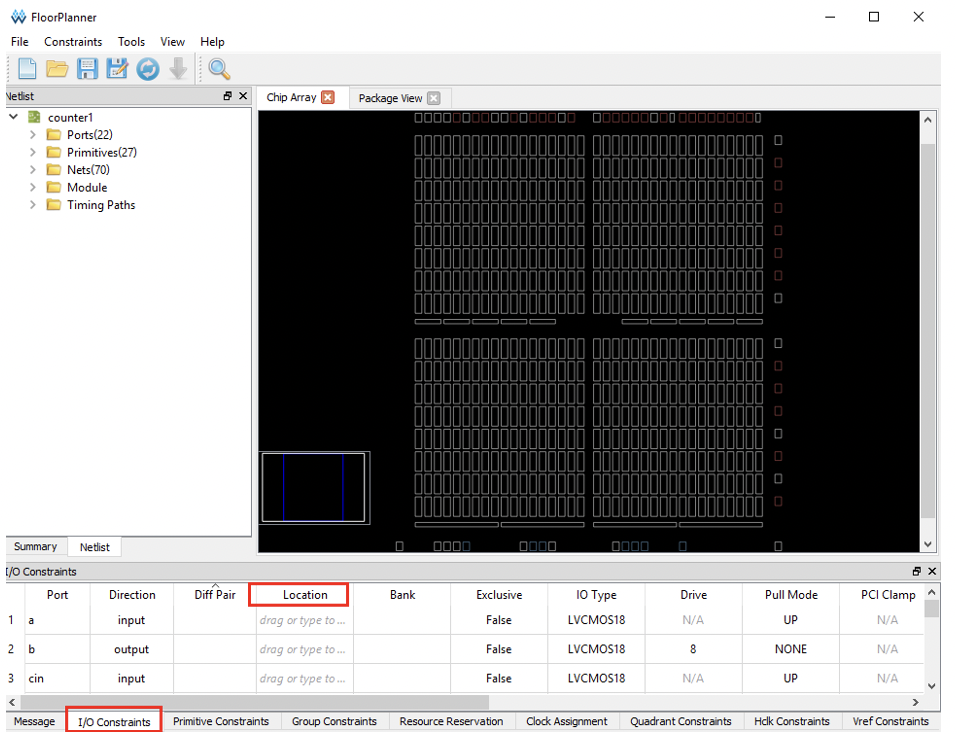 FloorPlanner
File Constraints Tools View Help
Netlist
Chip Array Package View
counter1
Ports(22)
Primitives(27)
Nets(70)
Module
Timing Paths
Summary Netlist
I/O Constraints
Port Direction Diff Pair Location Bank Exclusive IO Type Drive Pull Mode PCI Clamp
1 a input drag or type to ... False LVCMOS18 N/A UP N/A
2 b output drag or type to ... False LVCMOS18 8 NONE N/A
3 cin input drag or type to ... False LVCMOS18 N/A UP N/A
Message I/O Constraints Primitive Constraints Group Constraints Resource Reservation Clock Assignment Quadrant Constraints Hclk Constraints Vref Constraints